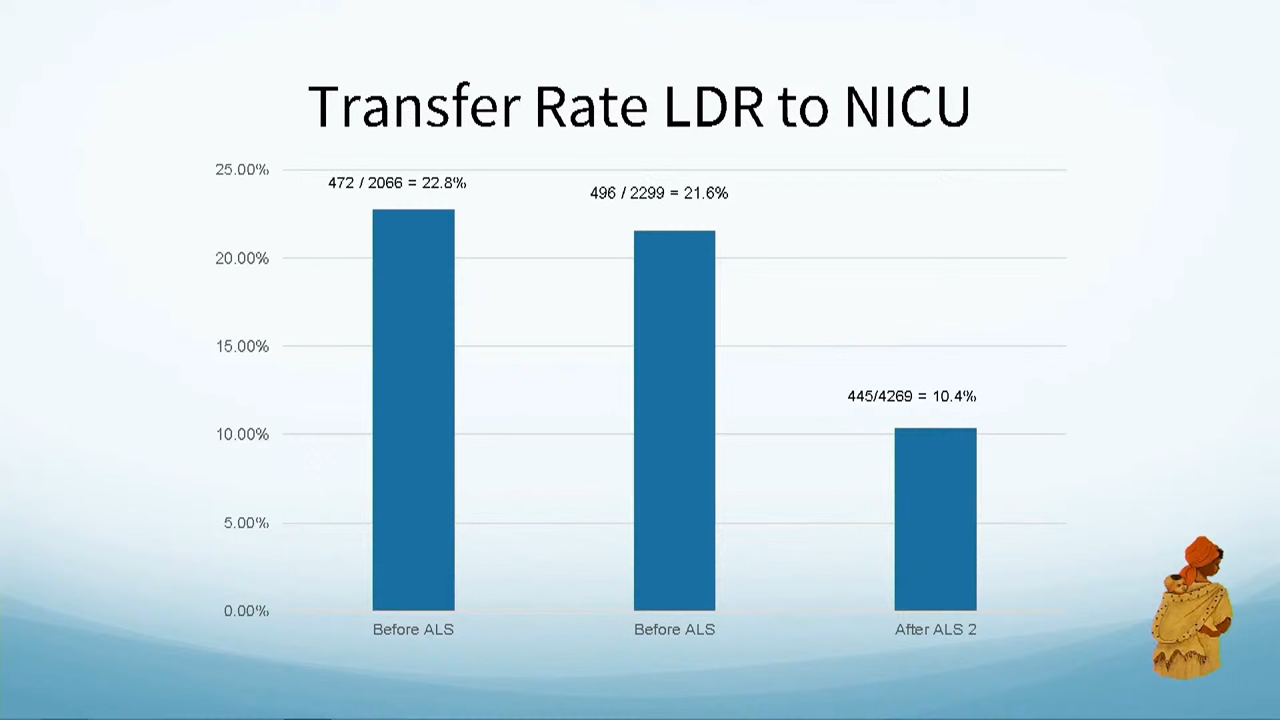 Transfer Rate LDR to NICU
25.00%
472 / 2066 = 22.8%
496 / 2299 = 21.6%
20.00%
15.00%
445/4269 = 10.4%
10.00%
5.00%
0.00%
Before ALS
Before ALS
After ALS 2